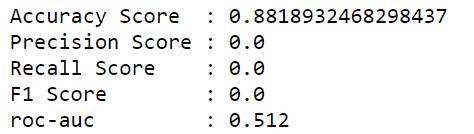 Accuracy Score  : 0.8818932468298437
Precision Score : 0.0
Recall Score    : 0.0
F1 Score        : 0.0
roc-auc         : 0.512